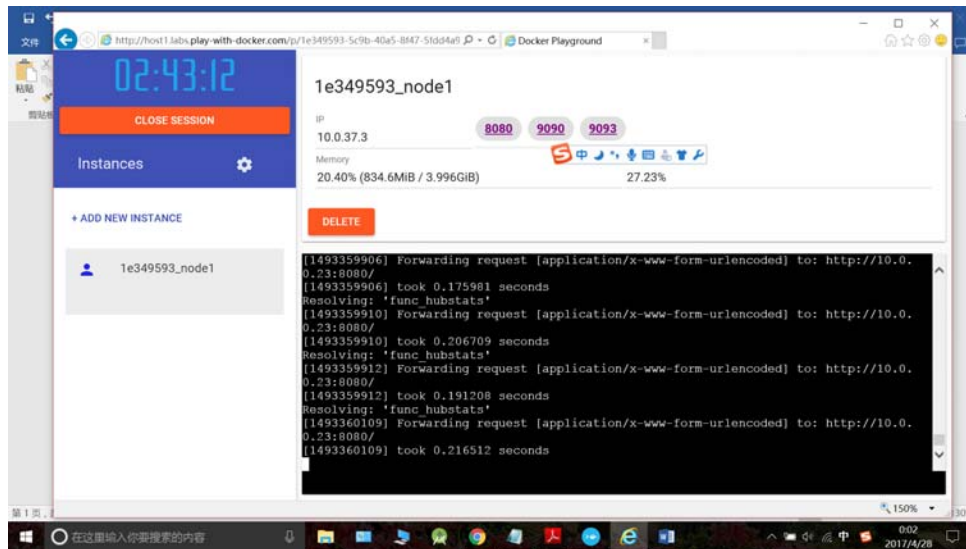 文件
http://host1.labs.play-with-docker.com/p/1e349593-5c9b-40a5-8f47-5fdd4a9
Docker Playground
粘贴
02:43:12
CLOSE SESSION
Instances
+ ADD NEW INSTANCE
1e349593_node1
1e349593_node1
IP
10.0.37.3
8080 9090 9093
中
Memory
20.40% (834.6MiB / 3.996GiB)
27.23%
DELETE
[1493359906] Forwarding request [application/x-www-form-urlencoded] to: http://10.0.
0.23:8080/
[1493359906] took 0.175981 seconds
Resolving: 'func_hubstats'
[1493359910] Forwarding request [application/x-www-form-urlencoded] to: http://10.0.
0.23:8080/
[1493359910] took 0.206709 seconds
Resolving: 'func_hubstats'
[1493359912] Forwarding request [application/x-www-form-urlencoded] to: http://10.0.
0.23:8080/
[1493359912] took 0.191208 seconds
Resolving: 'func_hubstats'
[1493360109] Forwarding request [application/x-www-form-urlencoded] to: http://10.0.
0.23:8080/
[1493360109] took 0.216512 seconds
150%
第1页
在这里输入你要搜索的内容
中
0:02
2017/4/28